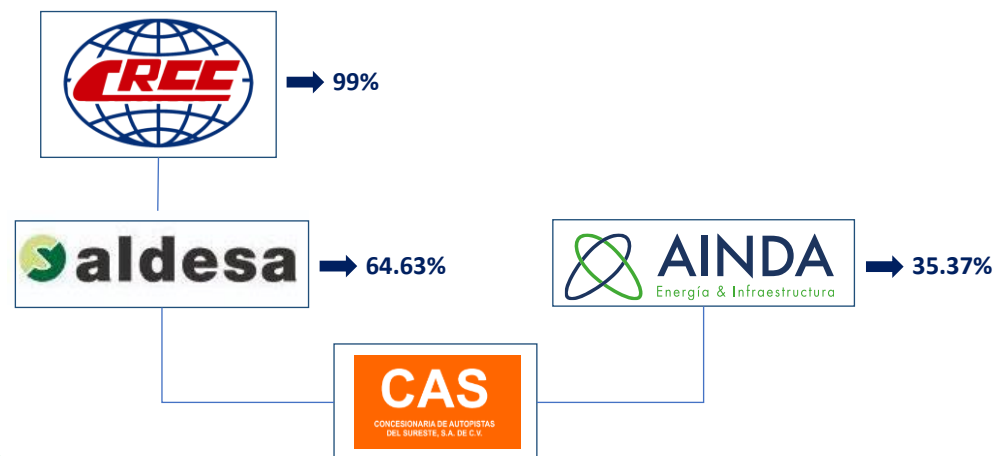 CRCC
99%
aldesa
64.63%
AINDA
Energía & Infraestructura
35.37%
CAS
CONCESIONARIA DE AUTOPISTAS
DEL SURESTE, S.A. DE C.V.